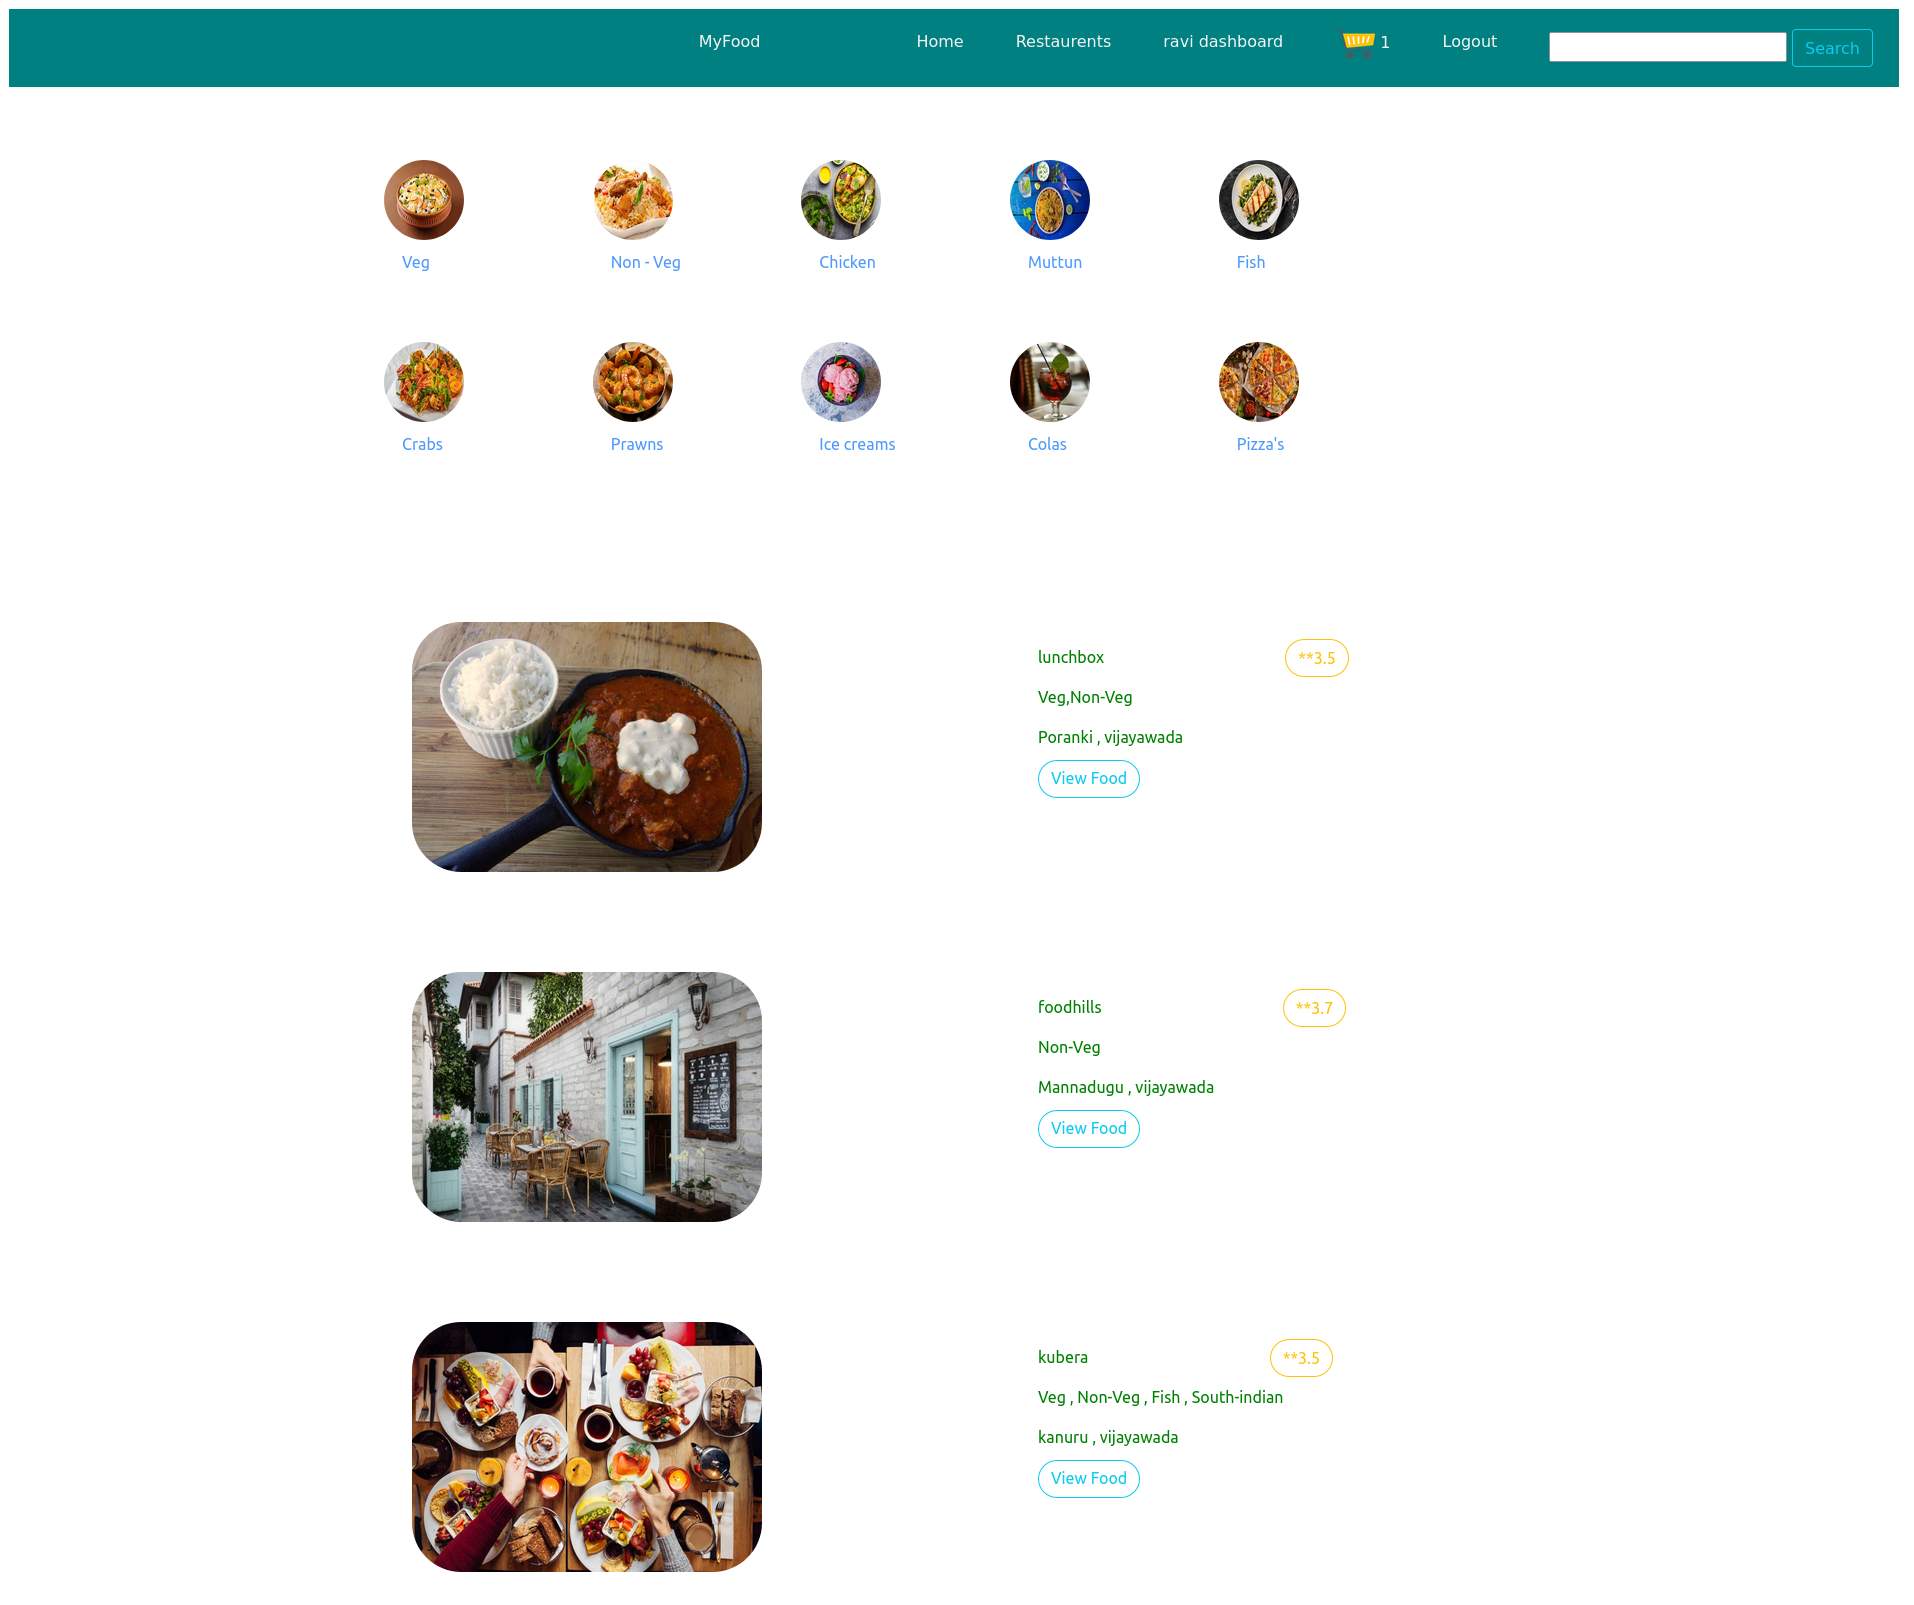 MyFood Home Restaurents ravi dashboard 1 Logout Search
Veg Non - Veg Chicken Muttun Fish
Crabs Prawns Ice creams Colas Pizza's
lunchbox **3.5
Veg,Non-Veg
Poranki , vijayawada
View Food
foodhills **3.7
Non-Veg
Mannadugu , vijayawada
View Food
kubera **3.5
Veg , Non-Veg , Fish , South-indian
kanuru , vijayawada
View Food